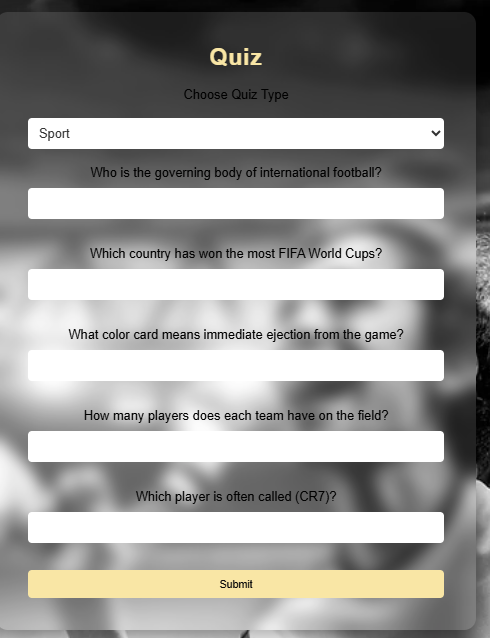 Quiz
Choose Quiz Type
Sport
Who is the governing body of international football?
Which country has won the most FIFA World Cups?
What color card means immediate ejection from the game?
How many players does each team have on the field?
Which player is often called (CR7)?
Submit